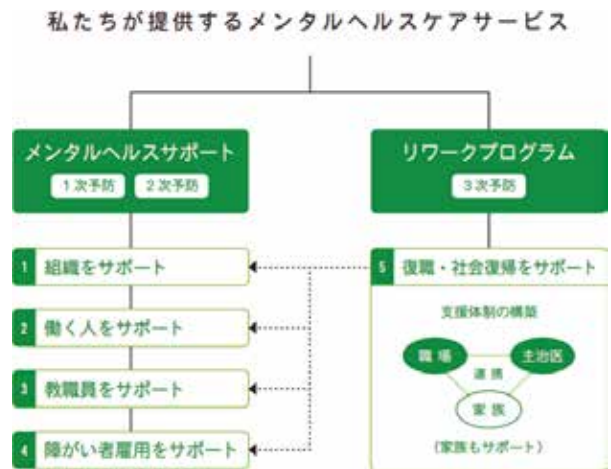 私たちが提供するメンタルヘルスケアサービス
メンタルヘルスサポート
1次予防 2次予防
リワークプログラム
3次予防
1 組織をサポート
2 働く人をサポート
3 教職員をサポート
4 障がい者雇用をサポート
5 復職・社会復帰をサポート
支援体制の構築
職場 主治医
連携
家族
(家族もサポート)